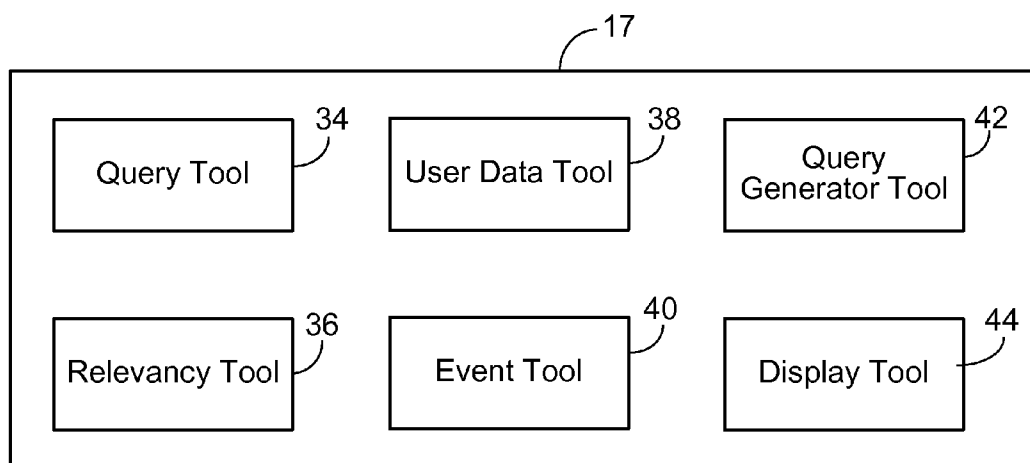 17
34
Query Tool
38
User Data Tool
42
Query
Generator Tool
36
Relevancy Tool
40
Event Tool
44
Display Tool